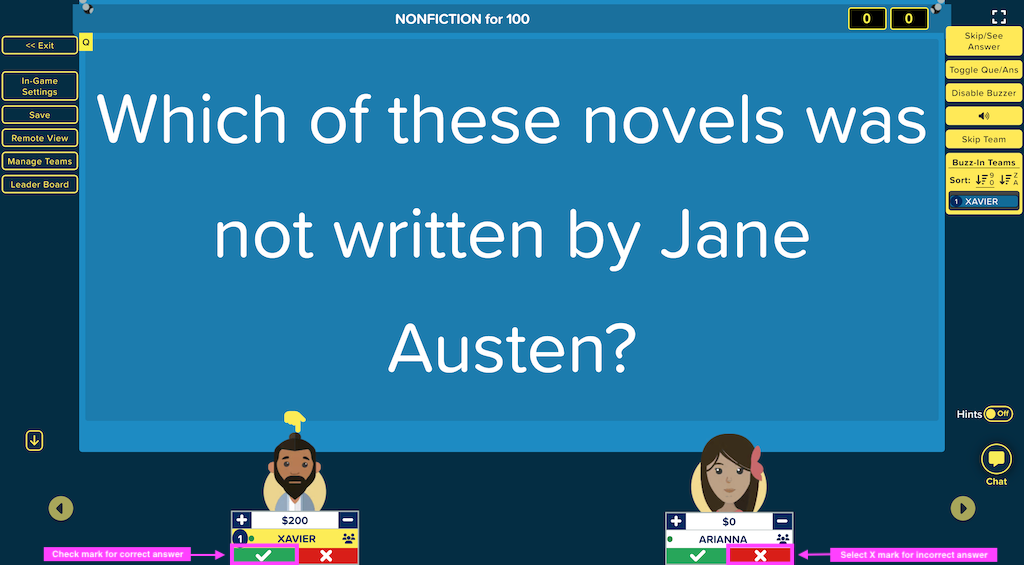 NONFICTION for 100
0 0
<< Exit
In-Game
Settings
Save
Remote View
Manage Teams
Leader Board
Q
Which of these novels was
not written by Jane
Austen?
Skip/See
Answer
Toggle Que/Ans
Disable Buzzer
Skip Team
Buzz-In Teams
Sort: 9 0 Z A
1 XAVIER
Hints Off
Chat
$200
1 XAVIER
$0
ARIANNA
Check mark for correct answer
Select X mark for incorrect answer